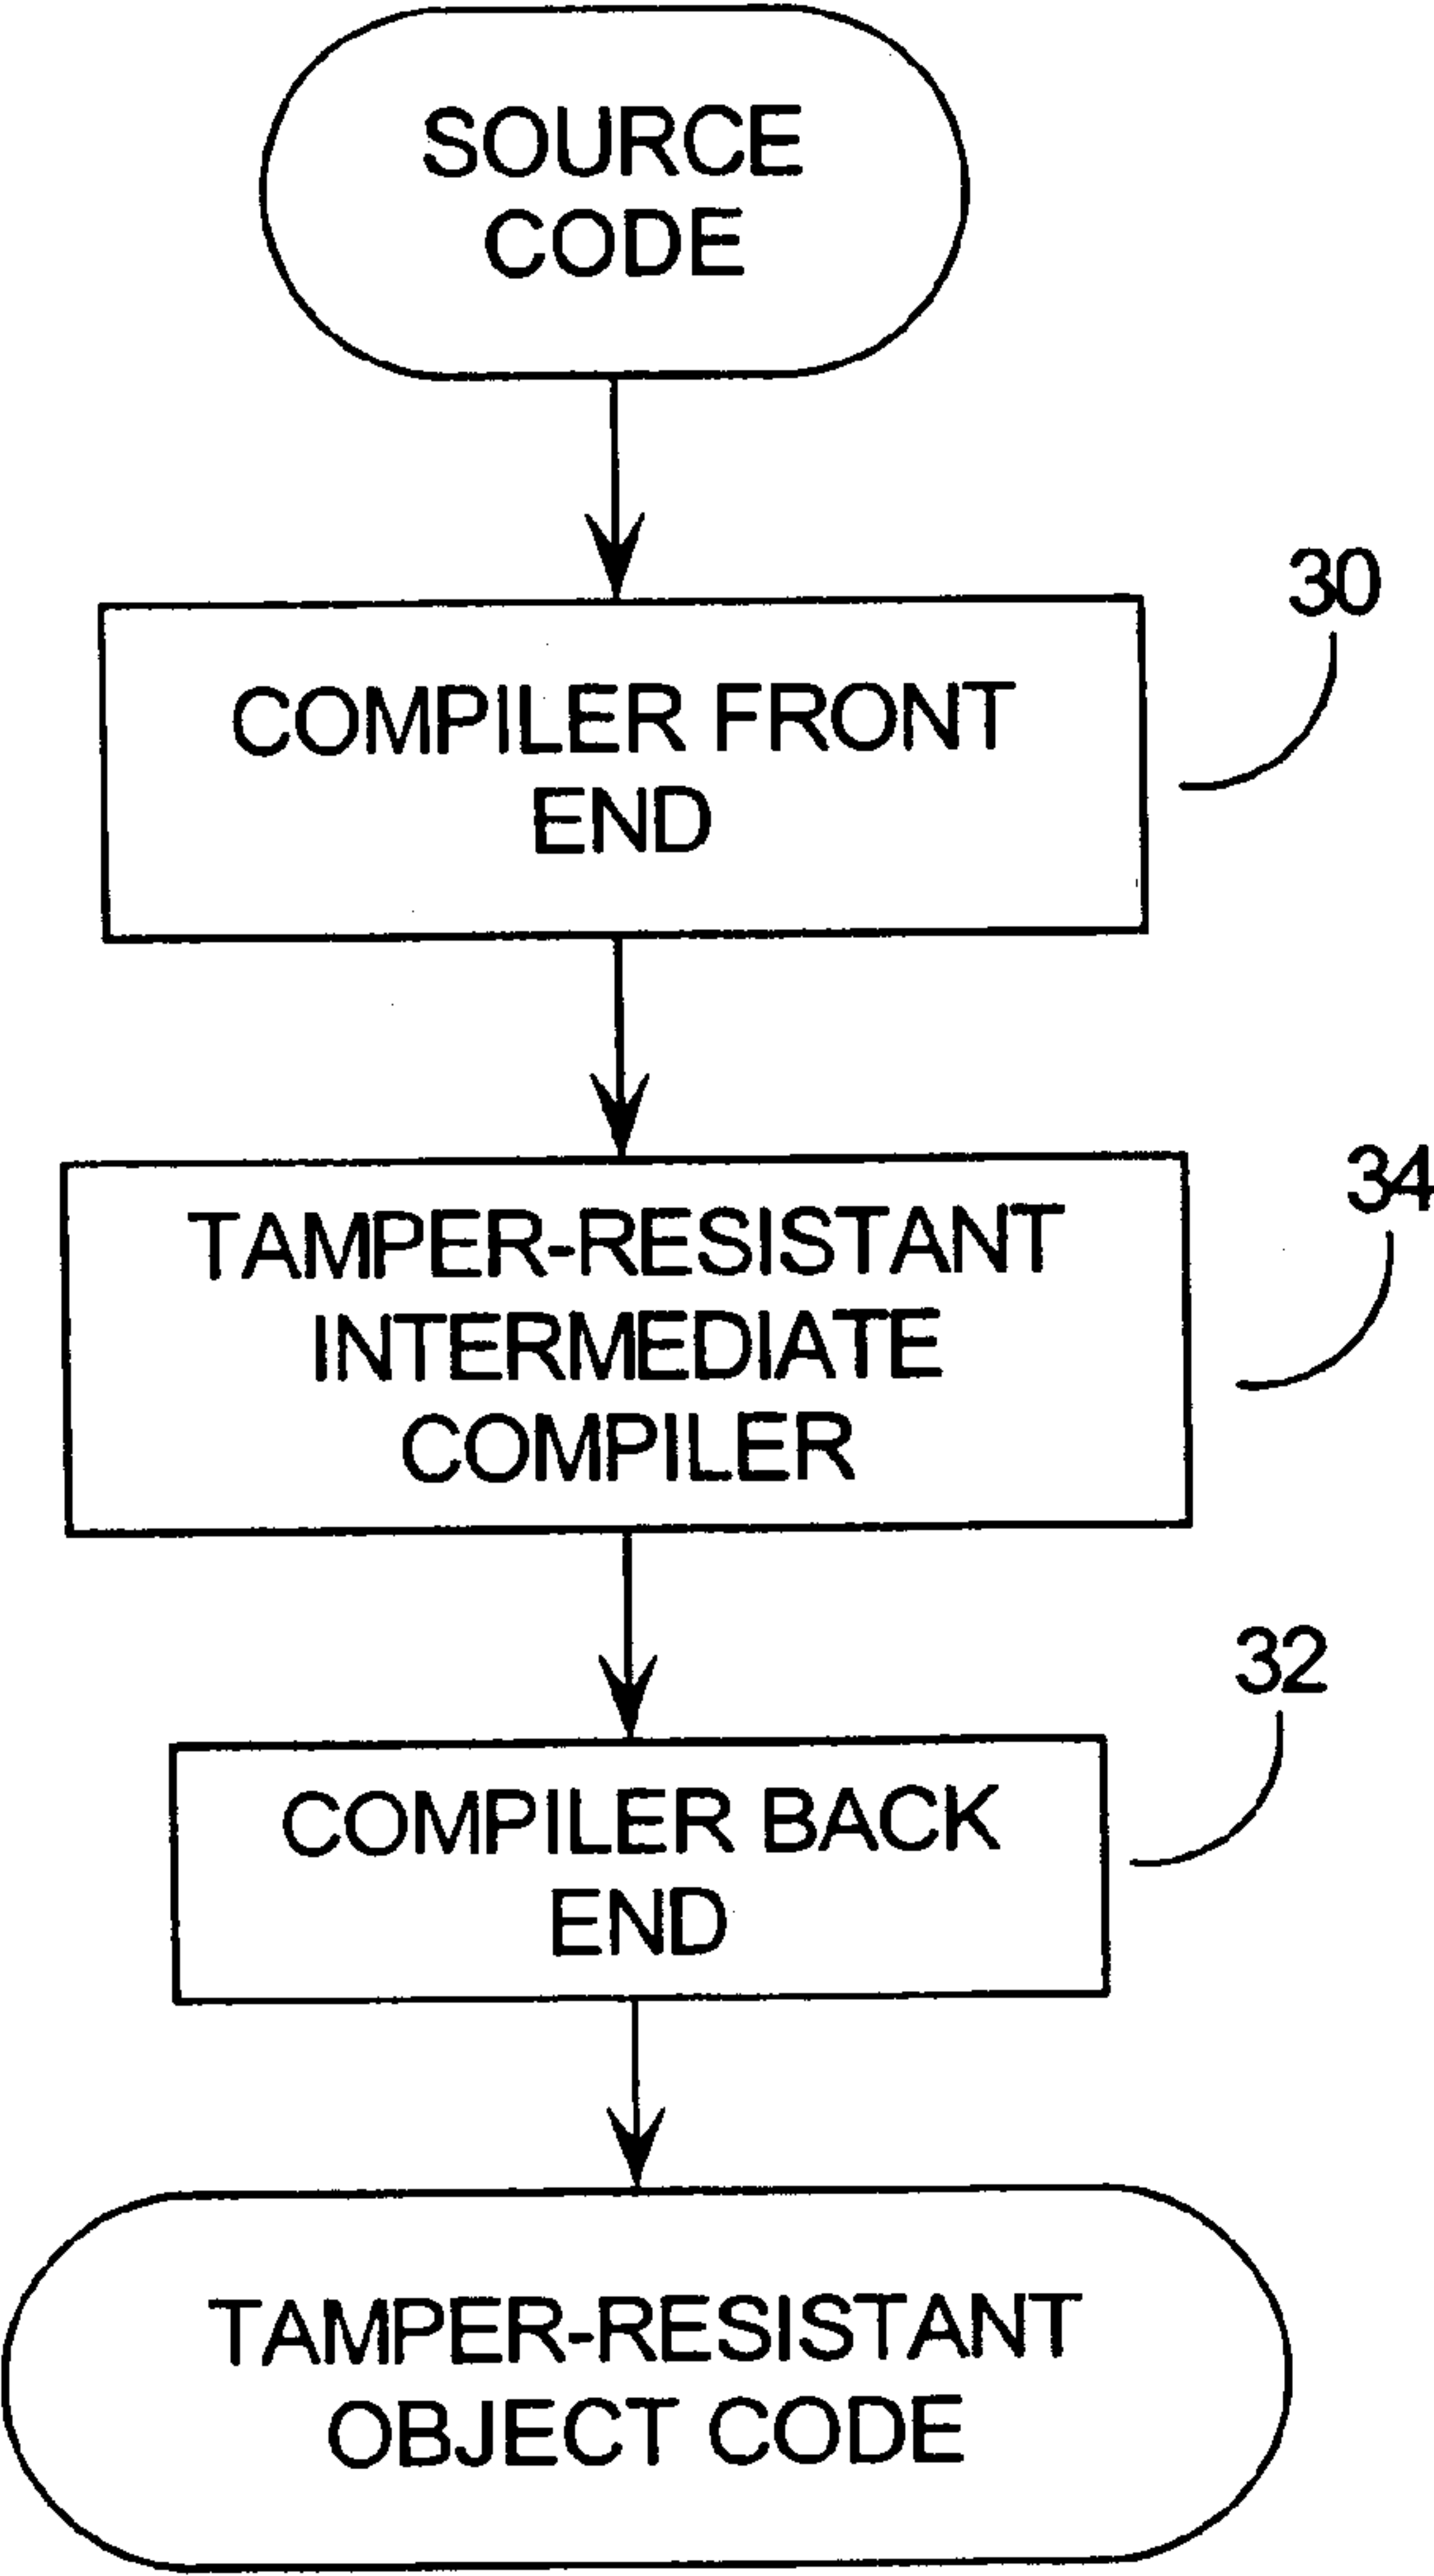 SOURCE
CODE
30
COMPILER FRONT
END
34
TAMPER-RESISTANT
INTERMEDIATE
COMPILER
32
COMPILER BACK
END
TAMPER-RESISTANT
OBJECT CODE